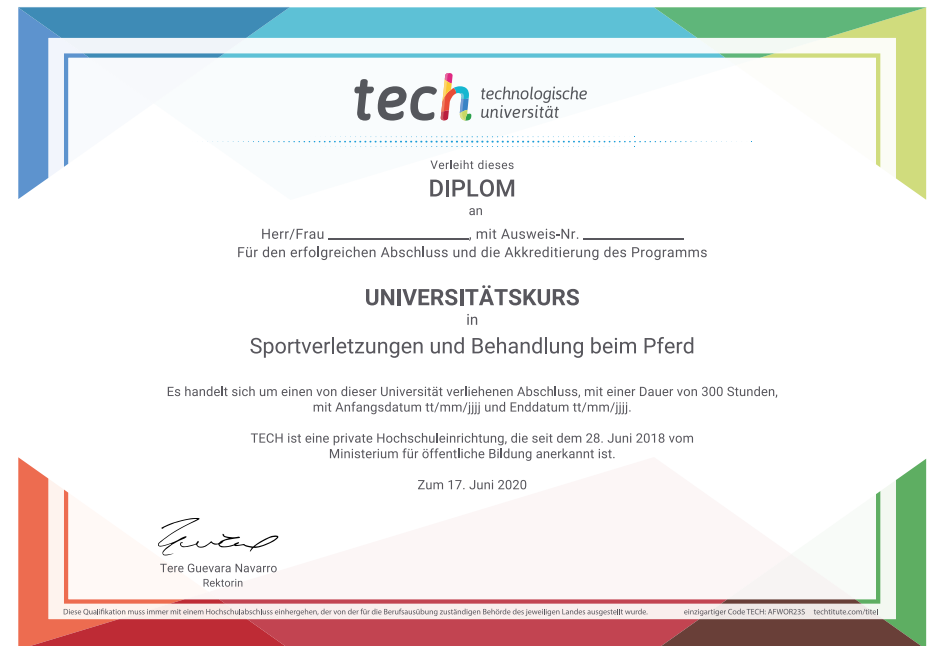 tech technologische
universität
Verleiht dieses
DIPLOM
an
Herr/Frau ____________, mit Ausweis-Nr. ____________
Für den erfolgreichen Abschluss und die Akkreditierung des Programms
UNIVERSITÄTSKURS
in
Sportverletzungen und Behandlung beim Pferd
Es handelt sich um einen von dieser Universität verliehenen Abschluss, mit einer Dauer von 300 Stunden,
mit Anfangsdatum tt/mm/jjjj und Enddatum tt/mm/jjjj.
TECH ist eine private Hochschuleinrichtung, die seit dem 28. Juni 2018 vom
Ministerium für öffentliche Bildung anerkannt ist.
Zum 17. Juni 2020
Tere Guevara Navarro
Rektorin
Diese Qualifikation muss immer mit einem Hochschulabschluss einhergehen, der von der für die Berufsausübung zuständigen Behörde des jeweiligen Landes ausgestellt wurde. einzigartiger Code TECH: AFWOR235 techtitute.com/titel